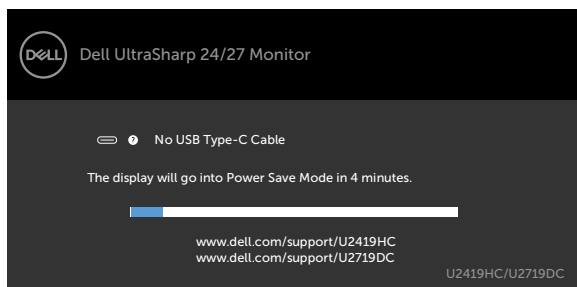 DELL
Dell UltraSharp 24/27 Monitor
? No USB Type-C Cable
The display will go into Power Save Mode in 4 minutes.
www.dell.com/support/U2419HC
www.dell.com/support/U2719DC
U2419HC/U2719DC